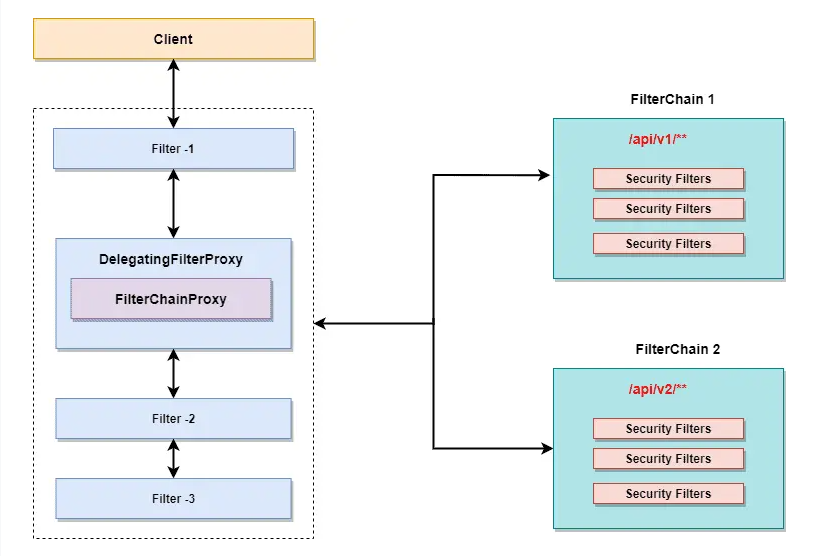 Client
Filter -1
DelegatingFilterProxy
FilterChainProxy
Filter -2
Filter -3
FilterChain 1
/api/v1/**
Security Filters
Security Filters
Security Filters
FilterChain 2
/api/v2/**
Security Filters
Security Filters
Security Filters